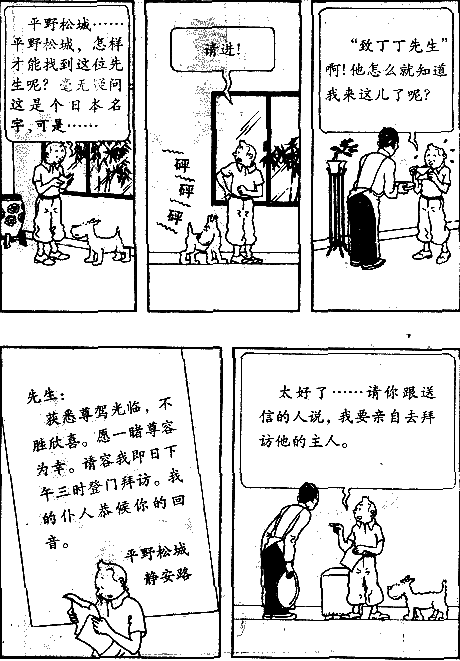 平野松城……
平野松城，怎样
才能找到这位先
生呢？毫无疑问
这是个日本名
字，可是……
请进！
砰
砰
砰
“致丁丁先生”
啊！他怎么就知道
我来这儿了呢？
先生：
获悉尊驾光临，不
胜欣喜。愿一睹尊容
为幸。请容我即日下
午三时登门拜访。我
的仆人恭候你的回
音。
平野松城
静安路
太好了……请你跟送
信的人说，我要亲自去拜
访他的主人。